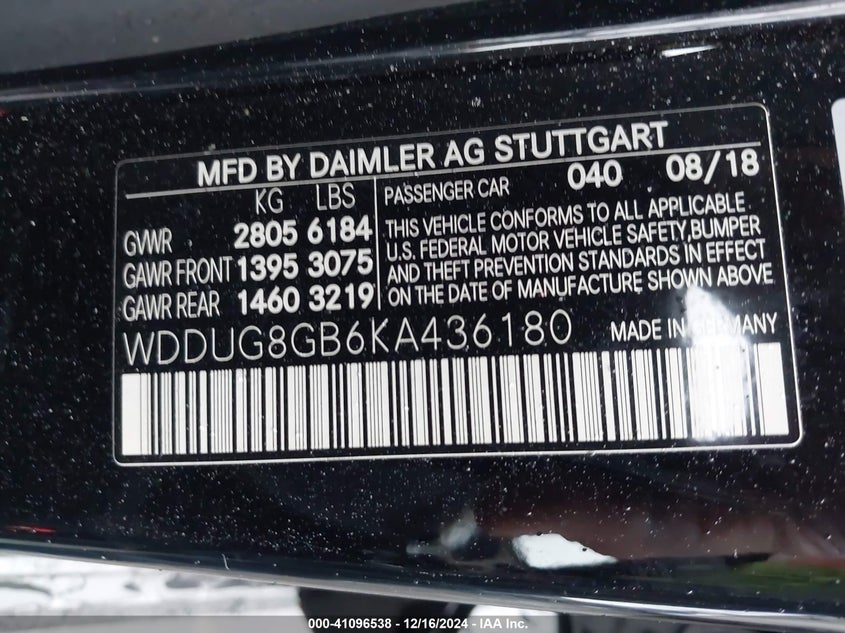 MFD BY DAIMLER AG STUTTGART
KG LBS
GVWR 2805 6184
GAWR FRONT 1395 3075
GAWR REAR 1460 3219
PASSENGER CAR 040 08/18
THIS VEHICLE CONFORMS TO ALL APPLICABLE
U.S. FEDERAL MOTOR VEHICLE SAFETY,BUMPER
AND THEFT PREVENTION STANDARDS IN EFFECT
ON THE DATE OF MANUFACTURE SHOWN ABOVE
WDDUG8GB6KA436180 MADE IN GERMANY
000-41096538 - 12/16/2024 - IAA Inc.